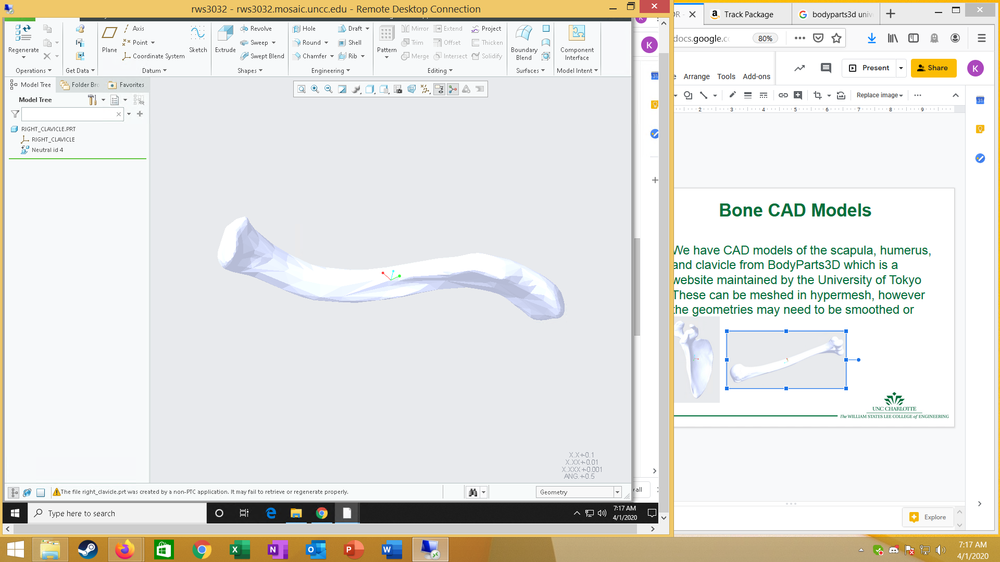 rws3032 - rws3032.mosaic.uncc.edu - Remote Desktop Connection
Regenerate
Operations
Get Data
Plane
Axis
Point
Coordinate System
Sketch
Datum
Extrude
Revolve
Sweep
Swept Blend
Shapes
Hole
Round
Chamfer
Draft
Shell
Rib
Engineering
Pattern
Mirror
Trim
Merge
Extend
Offset
Intersect
Project
Thicken
Solidify
Editing
Boundary
Blend
Surfaces
Component
Interface
Model Intent
Model Tree
Folder Br
Favorites
Model Tree
RIGHT_CLAVICLE.PRT
RIGHT_CLAVICLE
Neutral id 4
X.X+-0.1
X.XX+-0.01
X.XXX+-0.001
ANG.+-0.5
The file right_clavicle.prt was created by a non-PTC application. It may fail to retrieve or regenerate properly.
Geometry
Type here to search
7:17 AM
4/1/2020
K
31
all
DR -
Track Package
bodyparts3d univ
docs.google.c
80%
Present
Share
K
e
Arrange
Tools
Add-ons
Replace image
2 3 4 5 6 7 8 9
31
Bone CAD Models
We have CAD models of the scapula, humerus,
and clavicle from BodyParts3D which is a
website maintained by the University of Tokyo
These can be meshed in hypermesh, however
the geometries may need to be smoothed or
UNC CHARLOTTE
The WILLIAM STATES LEE COLLEGE of ENGINEERING
Explore
7:17 AM
4/1/2020